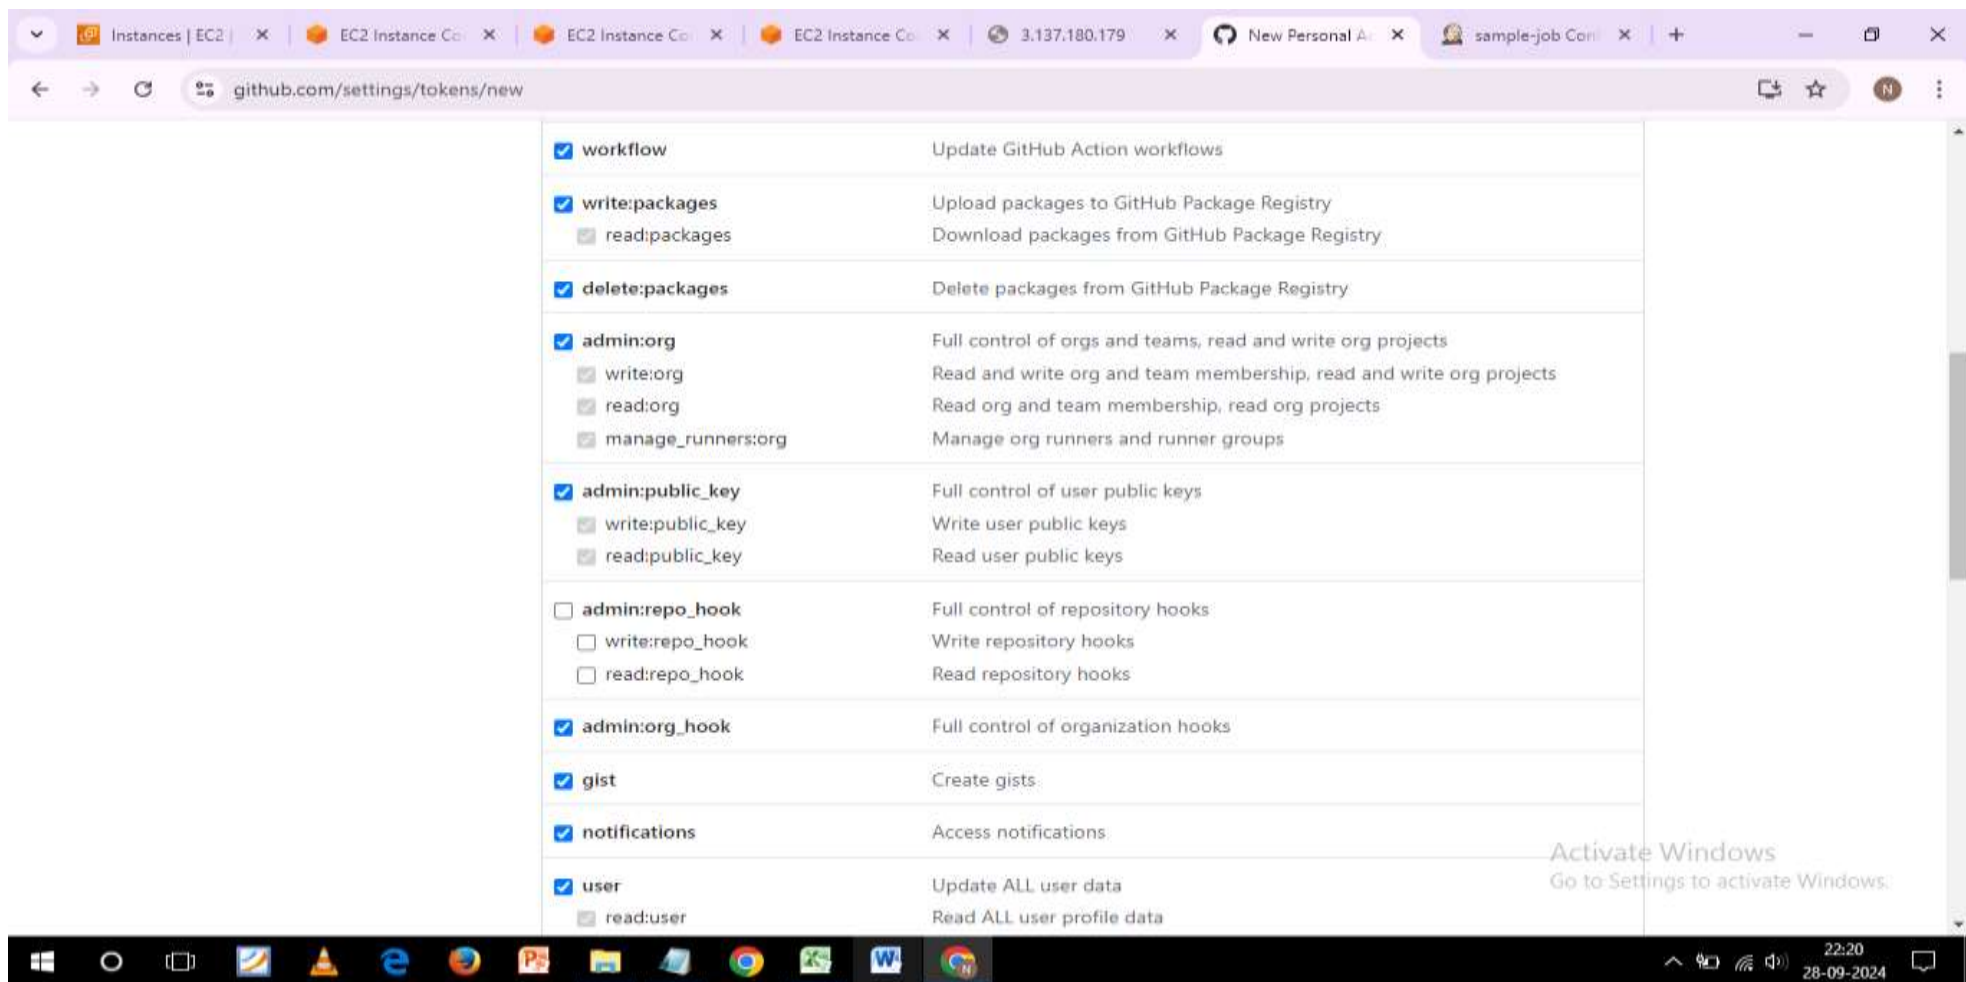 Instances | EC2 |
EC2 Instance Co
EC2 Instance Co
EC2 Instance Co
3.137.180.179
New Personal A
sample-job Con
github.com/settings/tokens/new
N
workflow Update GitHub Action workflows
write:packages Upload packages to GitHub Package Registry
read:packages Download packages from GitHub Package Registry
delete:packages Delete packages from GitHub Package Registry
admin:org Full control of orgs and teams, read and write org projects
write:org Read and write org and team membership, read and write org projects
read:org Read org and team membership, read org projects
manage_runners:org Manage org runners and runner groups
admin:public_key Full control of user public keys
write:public_key Write user public keys
read:public_key Read user public keys
admin:repo_hook Full control of repository hooks
write:repo_hook Write repository hooks
read:repo_hook Read repository hooks
admin:org_hook Full control of organization hooks
gist Create gists
notifications Access notifications
user Update ALL user data
read:user Read ALL user profile data
Activate Windows
Go to Settings to activate Windows.
22:20
28-09-2024